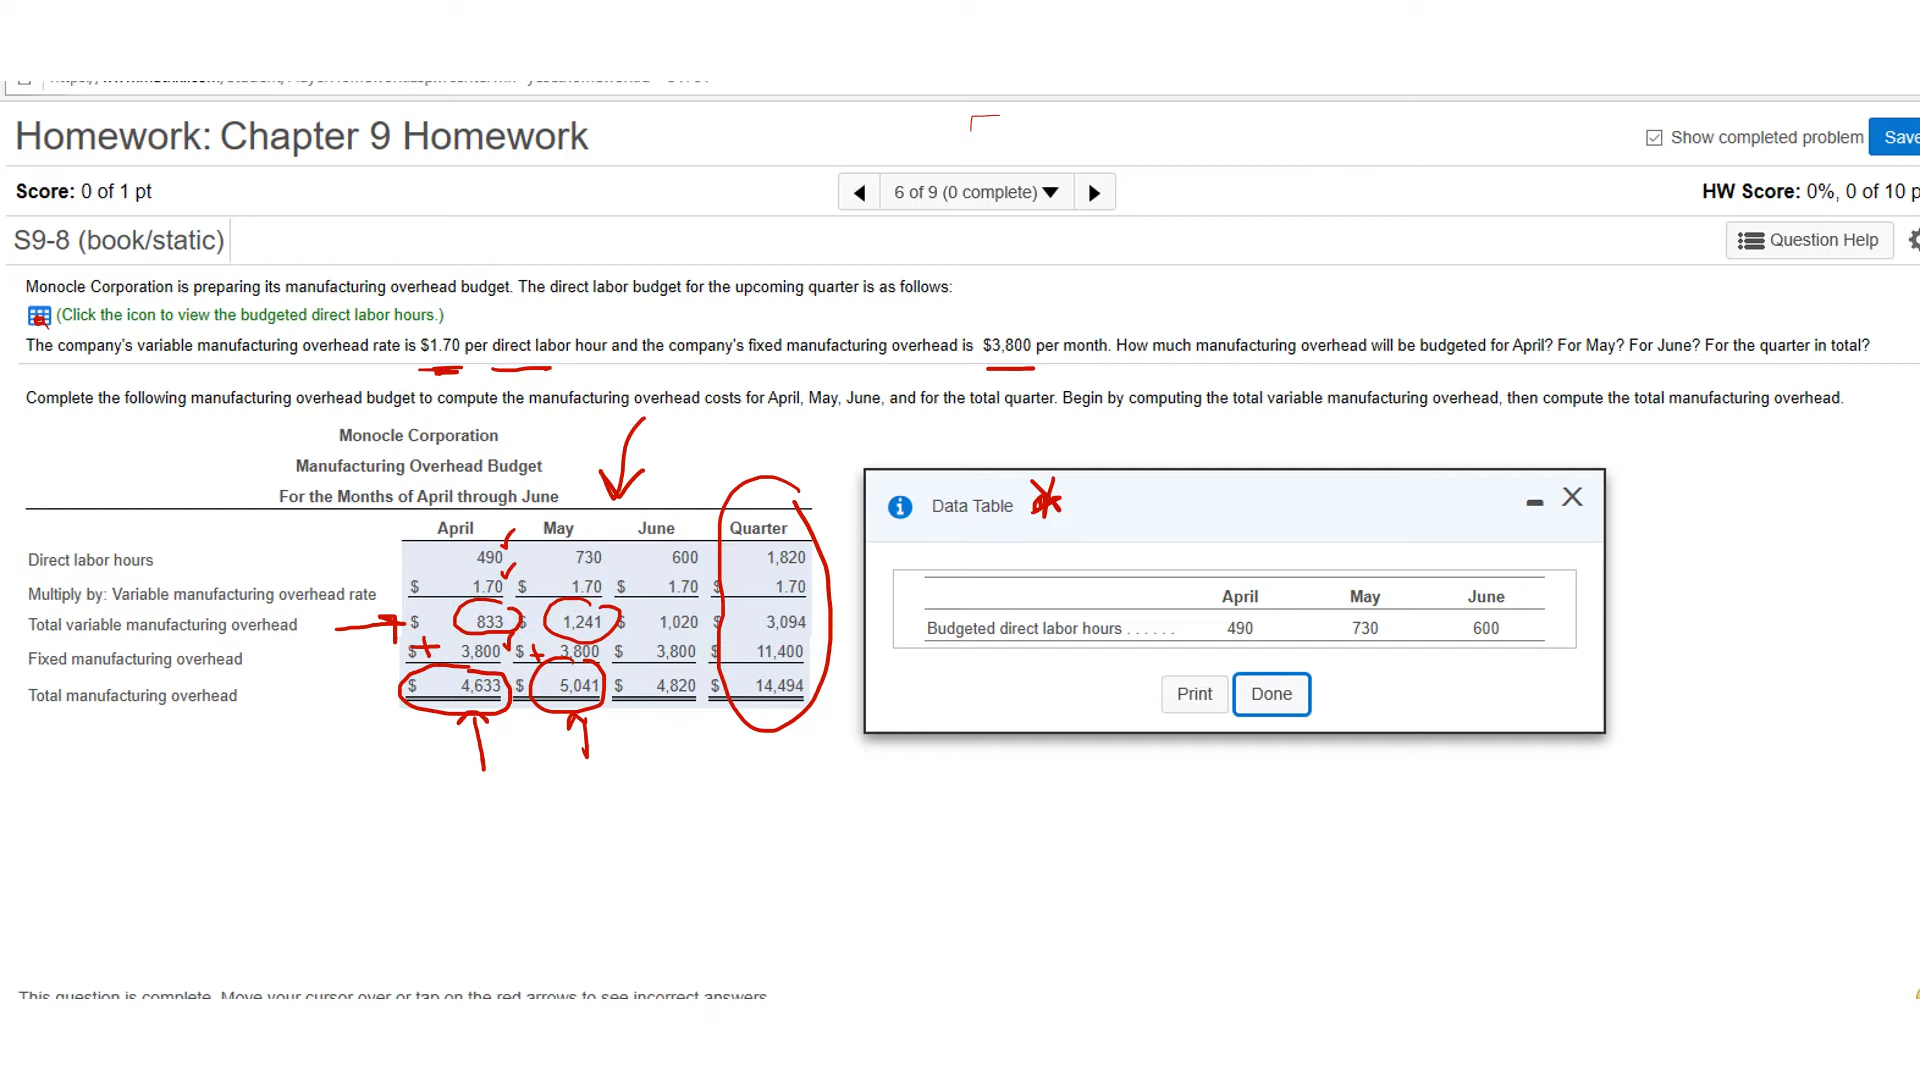 Homework: Chapter 9 Homework
Show completed problem
Save
Score: 0 of 1 pt
6 of 9 (0 complete)
HW Score: 0%, 0 of 10 p
S9-8 (book/static)
Question Help
Monocle Corporation is preparing its manufacturing overhead budget. The direct labor budget for the upcoming quarter is as follows:
(Click the icon to view the budgeted direct labor hours.)
The company's variable manufacturing overhead rate is $1.70 per direct labor hour and the company's fixed manufacturing overhead is $3,800 per month. How much manufacturing overhead will be budgeted for April? For May? For June? For the quarter in total?
Complete the following manufacturing overhead budget to compute the manufacturing overhead costs for April, May, June, and for the total quarter. Begin by computing the total variable manufacturing overhead, then compute the total manufacturing overhead.
Monocle Corporation
Manufacturing Overhead Budget
For the Months of April through June
April May June Quarter
Direct labor hours 490 730 600 1,820
Multiply by: Variable manufacturing overhead rate $ 1.70 $ 1.70 $ 1.70 $ 1.70
Total variable manufacturing overhead $ 833 $ 1,241 $ 1,020 $ 3,094
Fixed manufacturing overhead $ + 3,800 $ + 3,800 $ 3,800 $ 11,400
Total manufacturing overhead $ 4,633 $ 5,041 $ 4,820 $ 14,494
Data Table
April May June
Budgeted direct labor hours . . . . . . 490 730 600
Print Done
This question is complete. Move your cursor over or tap on the red arrows to see incorrect answers.